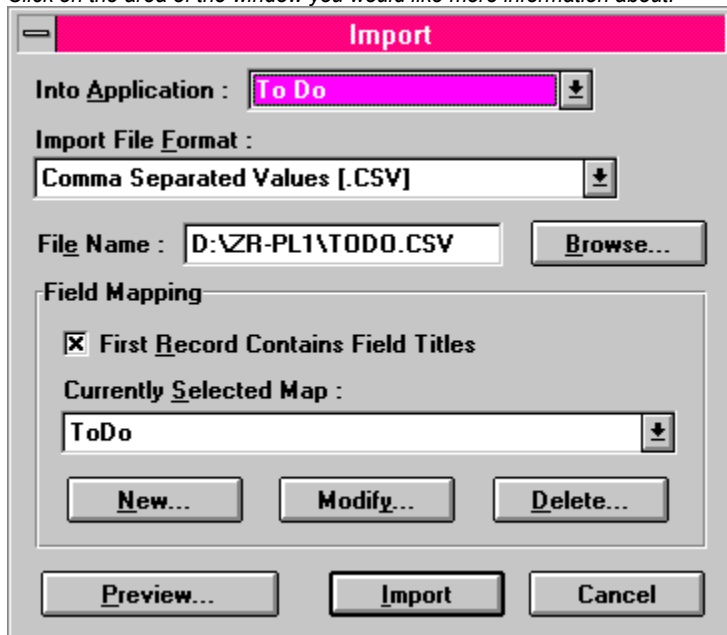 Click on the area of the window you would like more information about.
Import
Into Application : To Do
Import File Format :
Comma Separated Values [.CSV]
File Name : D:\ZR-PL1\TODO.CSV Browse...
Field Mapping
First Record Contains Field Titles
Currently Selected Map :
ToDo
New... Modify... Delete...
Preview... Import Cancel